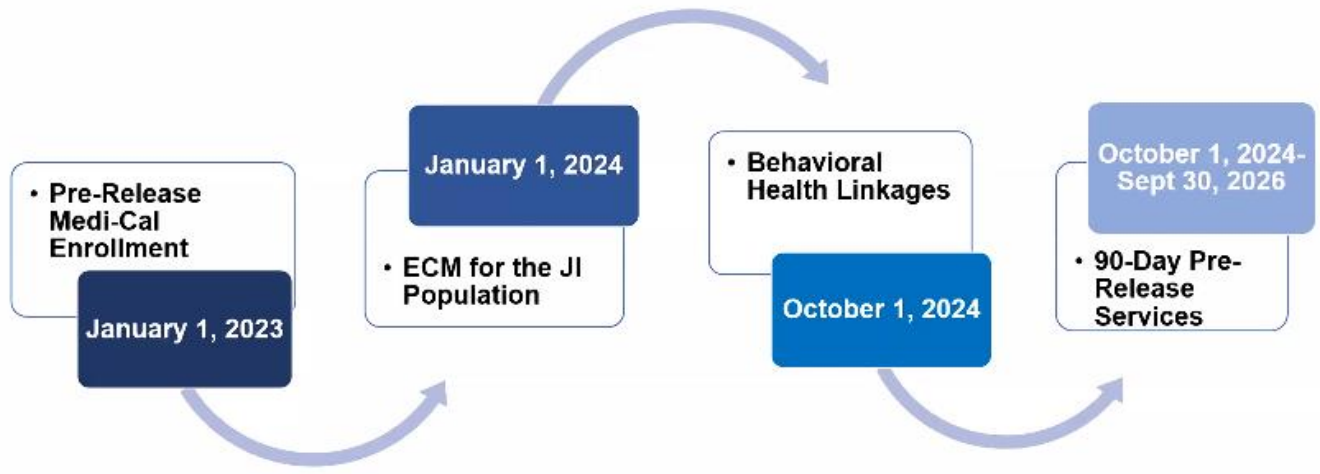 • Pre-Release
Medi-Cal
Enrollment
January 1, 2023
January 1, 2024
• ECM for the JI
Population
• Behavioral
Health Linkages
October 1, 2024
October 1, 2024-
Sept 30, 2026
• 90-Day Pre-
Release
Services